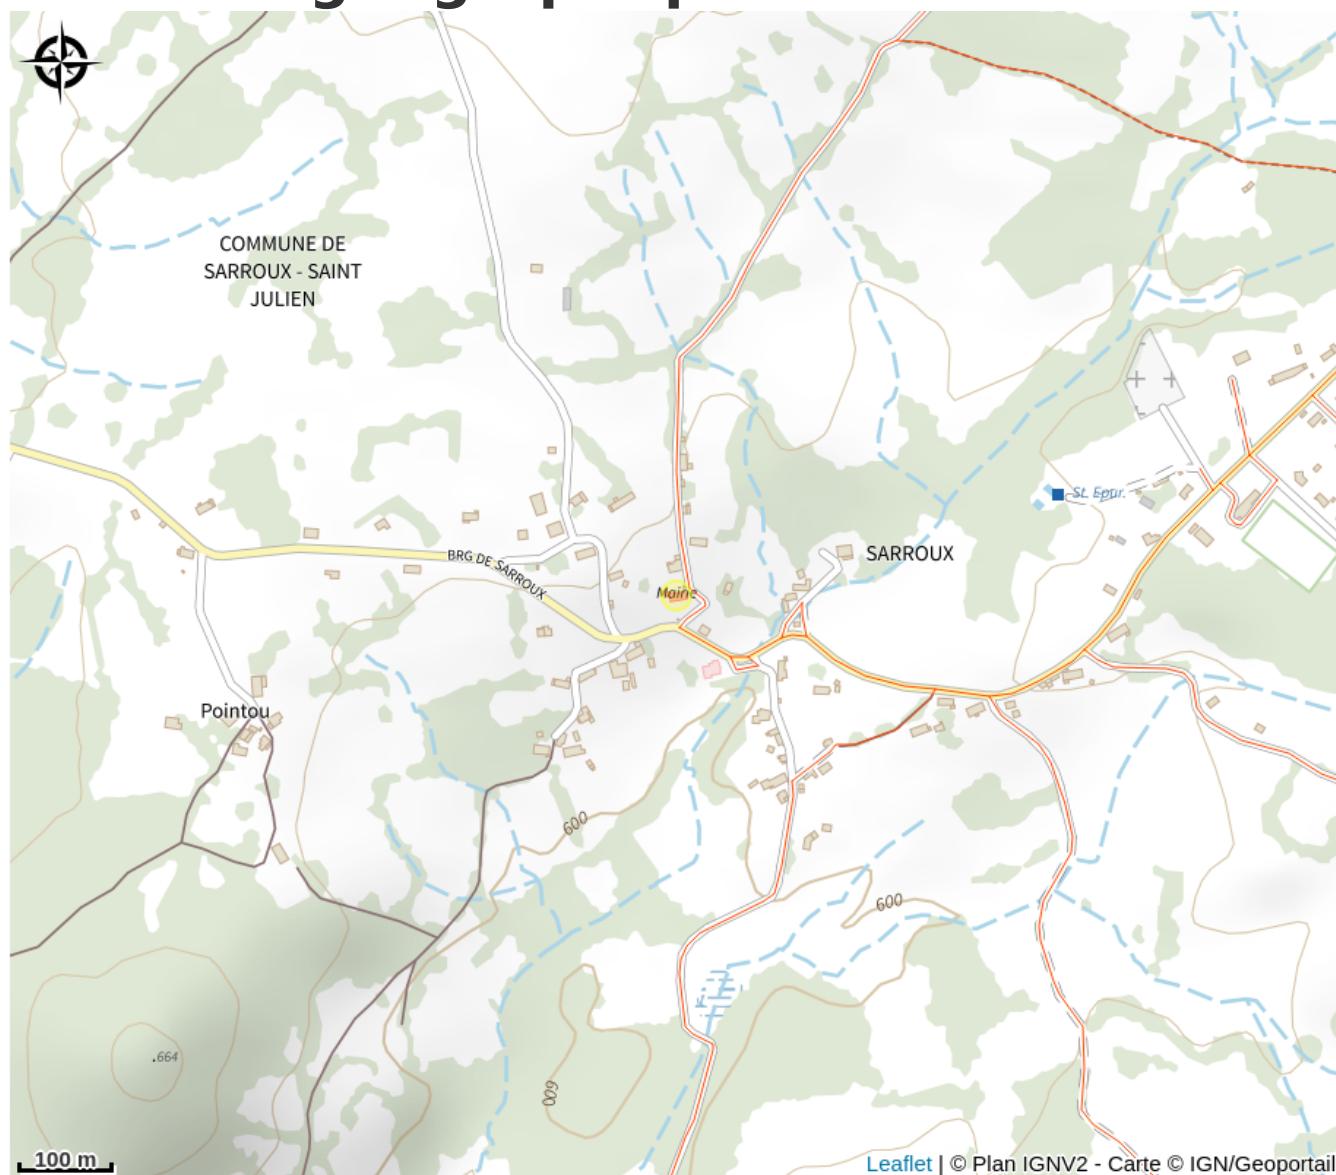 COMMUNE DE
SARROUX - SAINT
JULIEN
St. Epur.
BRG DE SARROUX
SARROUX
Mairie
Pointou
600
600
.664
600
100 m
Leaflet | © Plan IGNV2 - Carte © IGN/Geoportail